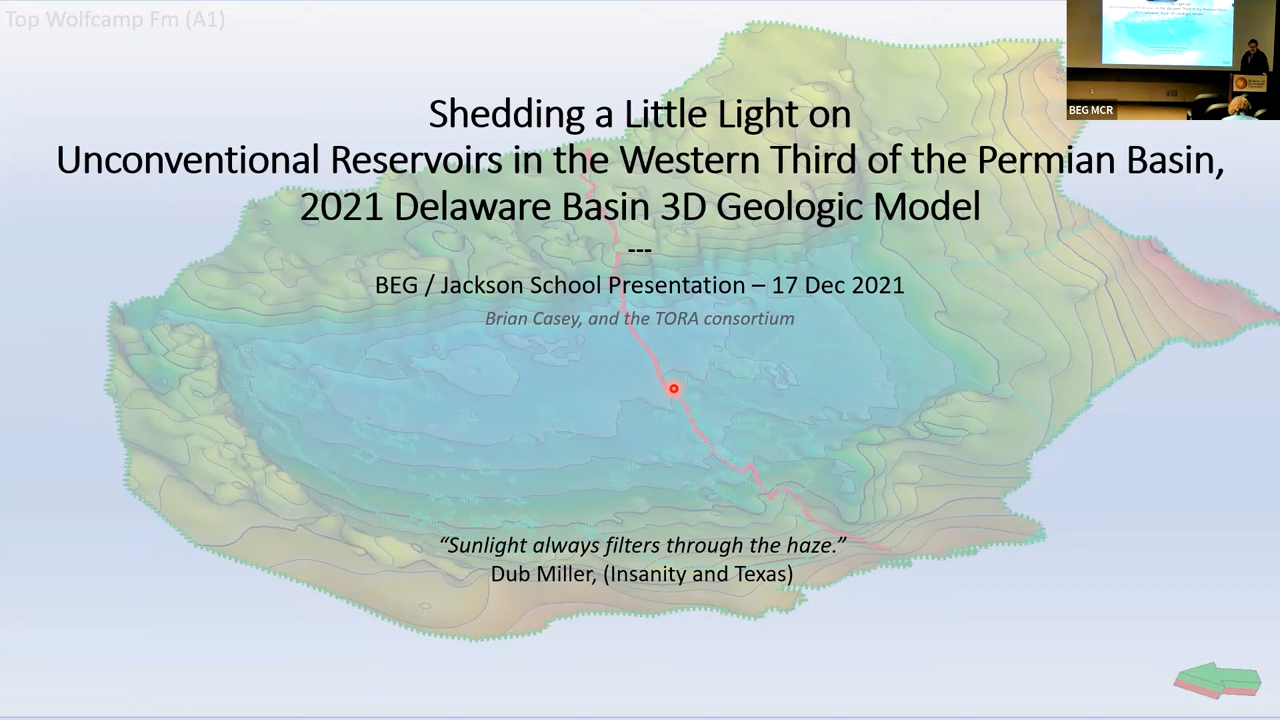 Top Wolfcamp Fm (A1)
BEG MCR
Shedding a Little Light on
Unconventional Reservoirs in the Western Third of the Permian Basin,
2021 Delaware Basin 3D Geologic Model
---
BEG / Jackson School Presentation – 17 Dec 2021
Brian Casey, and the TORA consortium
“Sunlight always filters through the haze.”
Dub Miller, (Insanity and Texas)